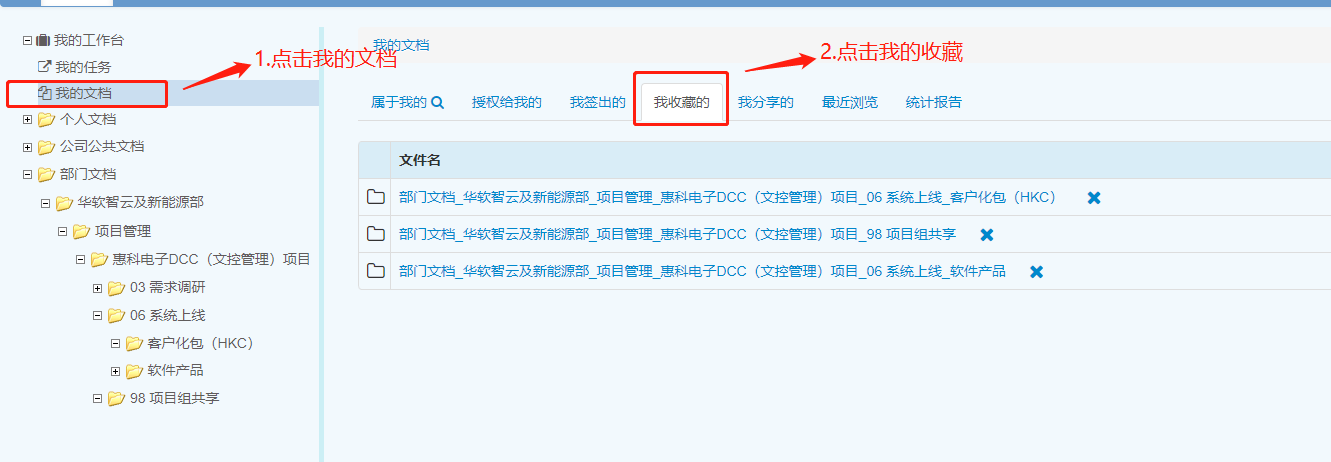 我的工作台
我的任务
我的文档
个人文档
公司公共文档
部门文档
华软智云及新能源部
项目管理
惠科电子DCC（文控管理）项目
03 需求调研
06 系统上线
客户化包（HKC）
软件产品
98 项目组共享
1.点击我的文档
我的文档
2.点击我的收藏
属于我的 授权给我的 我签出的 我收藏的 我分享的 最近浏览 统计报告
文件名
部门文档_华软智云及新能源部_项目管理_惠科电子DCC（文控管理）项目_06 系统上线_客户化包（HKC）
部门文档_华软智云及新能源部_项目管理_惠科电子DCC（文控管理）项目_98 项目组共享
部门文档_华软智云及新能源部_项目管理_惠科电子DCC（文控管理）项目_06 系统上线_软件产品